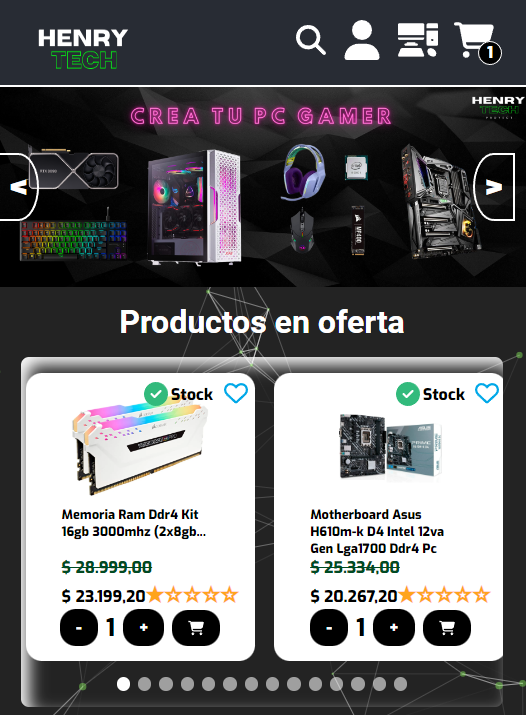 HENRY
TECH
1
CREA TU PC GAMER
HENRY
TECH
PROYECT
<
>
Productos en oferta
Stock
Memoria Ram Ddr4 Kit
16gb 3000mhz (2x8gb...
$ 28.999,00
$ 23.199,20
- 1 +
Stock
Motherboard Asus
H610m-k D4 Intel 12va
Gen Lga1700 Ddr4 Pc
$ 25.334,00
$ 20.267,20
- 1 +